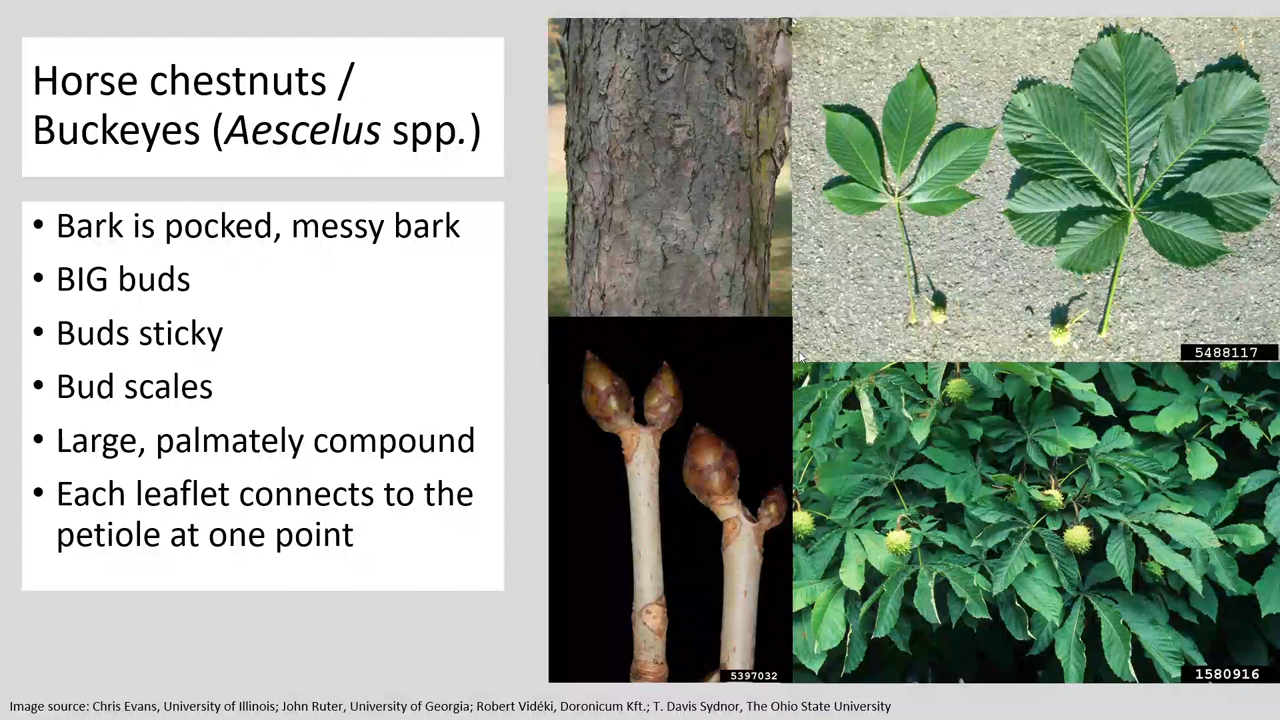 Horse chestnuts /
Buckeyes (Aescelus spp.)
• Bark is pocked, messy bark
• BIG buds
• Buds sticky
• Bud scales
• Large, palmately compound
• Each leaflet connects to the
petiole at one point
5488117
5397032
1580916
Image source: Chris Evans, University of Illinois; John Ruter, University of Georgia; Robert Vidéki, Doronicum Kft.; T. Davis Sydnor, The Ohio State University